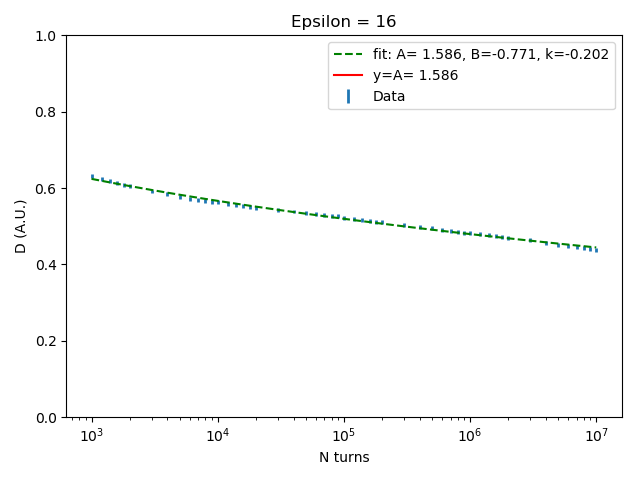 Epsilon = 16
fit: A= 1.586, B=-0.771, k=-0.202
y=A= 1.586
Data
D (A.U.)
1.0
0.8
0.6
0.4
0.2
0.0
10³
10⁴
10⁵
10⁶
10⁷
N turns